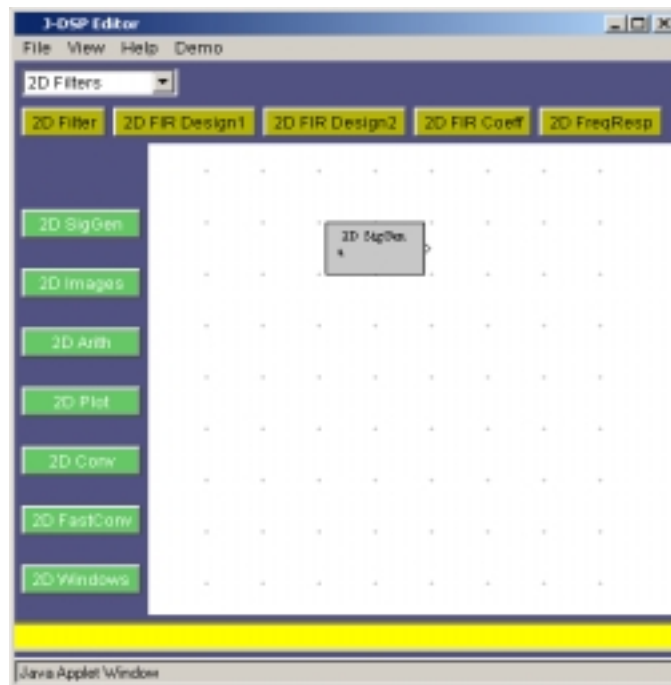 J-DSP Editor
File View Help Demo
2D Filters
2D Filter 2D FIR Design1 2D FIR Design2 2D FIR Coeff 2D FreqResp
2D SigGen
2D SigGen
2D Images
2D Arith
2D Plot
2D Conv
2D FastConv
2D Windows
Java Applet Window